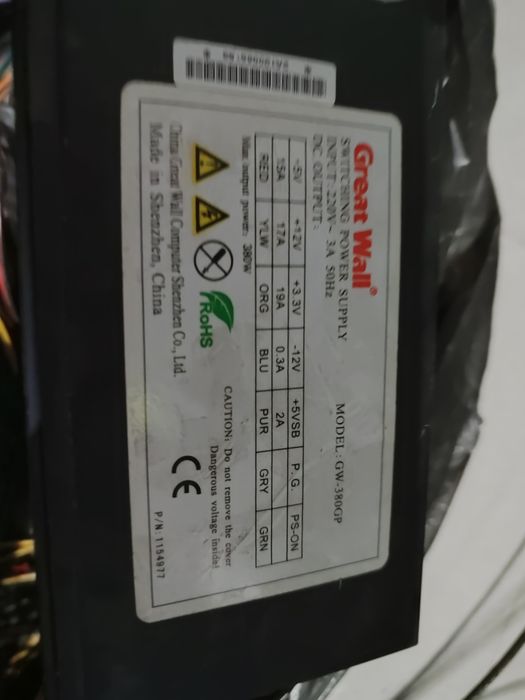 Great Wall®
SWITCHING POWER SUPPLY MODEL: GW-380GP
INPUT: 220V~ 3A 50Hz
DC OUTPUT:
+5V +12V +3.3V -12V +5VSB P.G. PS-ON
15A 17A 19A 0.3A 2A
RED YLW ORG BLU PUR GRY GRN
Max output power: 380W
CAUTION: Do not remove the cover
Dangerous voltage inside!
RoHS
CE
China Great Wall Computer Shenzhen Co., Ltd.
Made in Shenzhen, China
P/N: 1154977